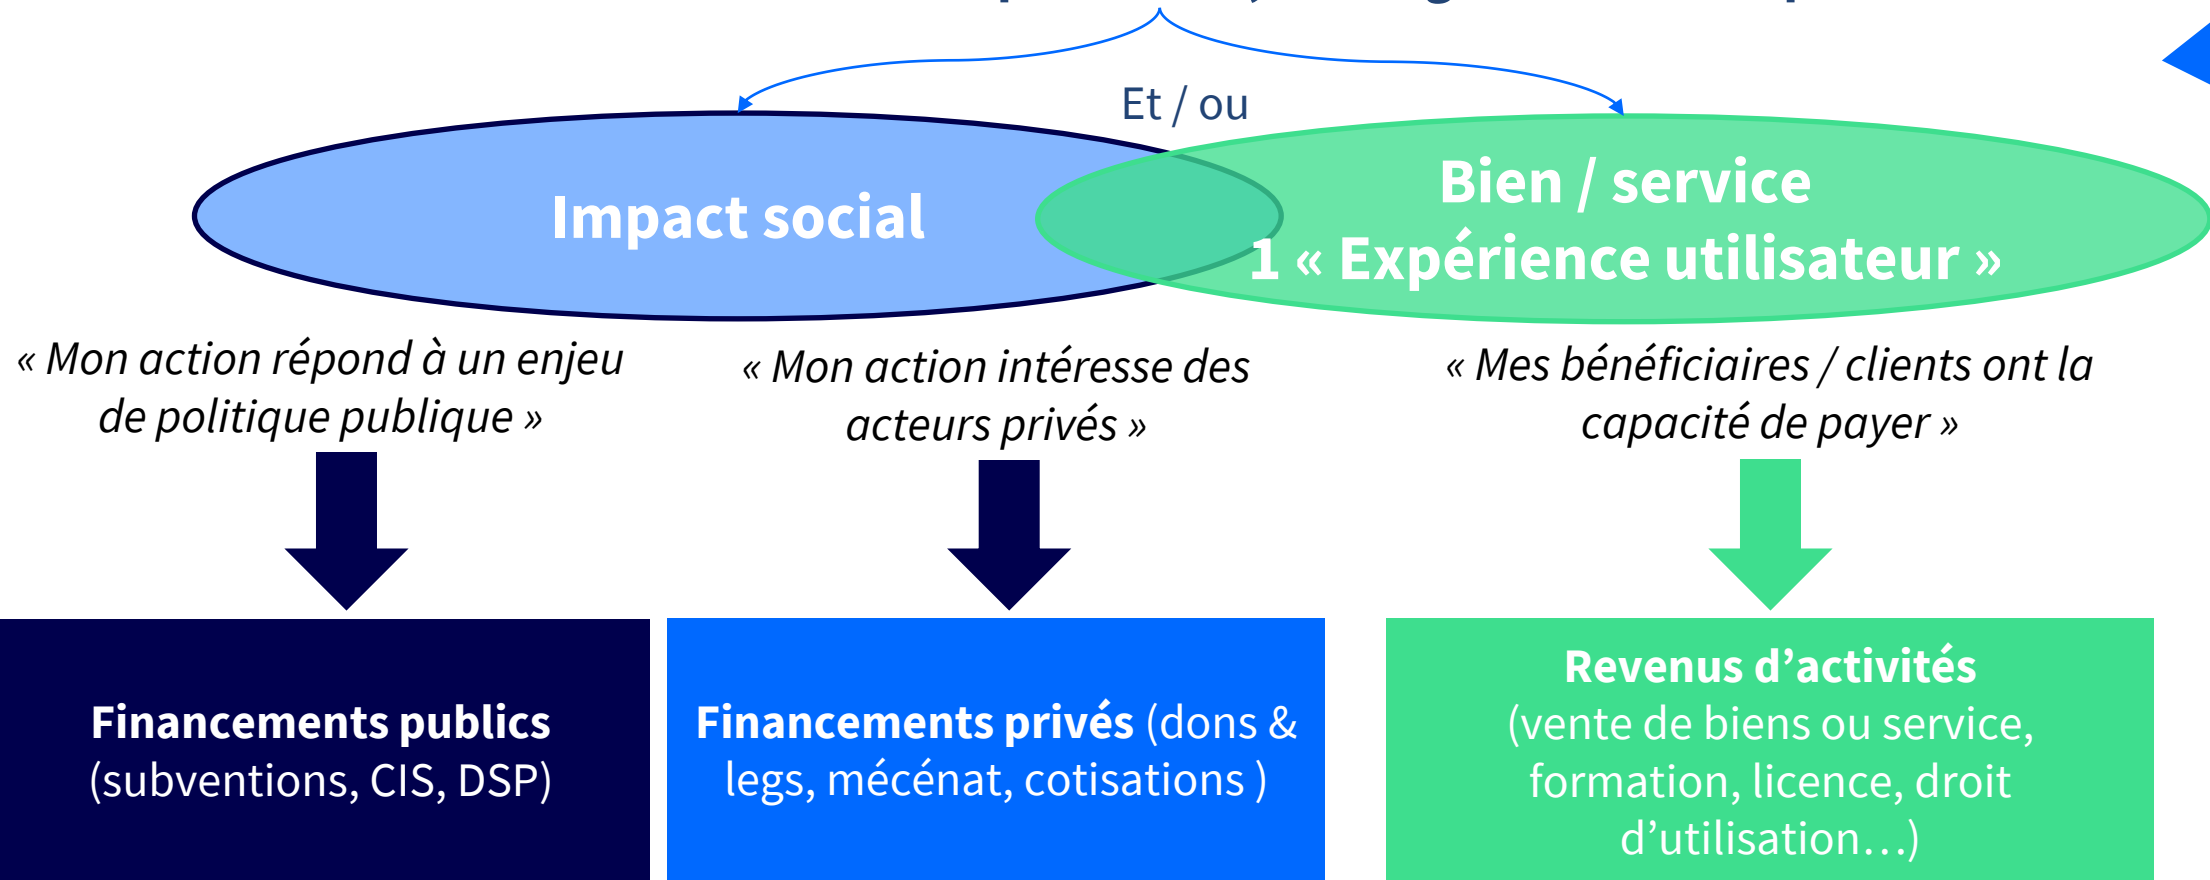 Et / ou
Impact social
Bien / service
1 « Expérience utilisateur »
« Mon action répond à un enjeu
de politique publique »
« Mon action intéresse des
acteurs privés »
« Mes bénéficiaires / clients ont la
capacité de payer »
Financements publics
(subventions, CIS, DSP)
Financements privés (dons &
legs, mécénat, cotisations )
Revenus d’activités
(vente de biens ou service,
formation, licence, droit
d’utilisation…)